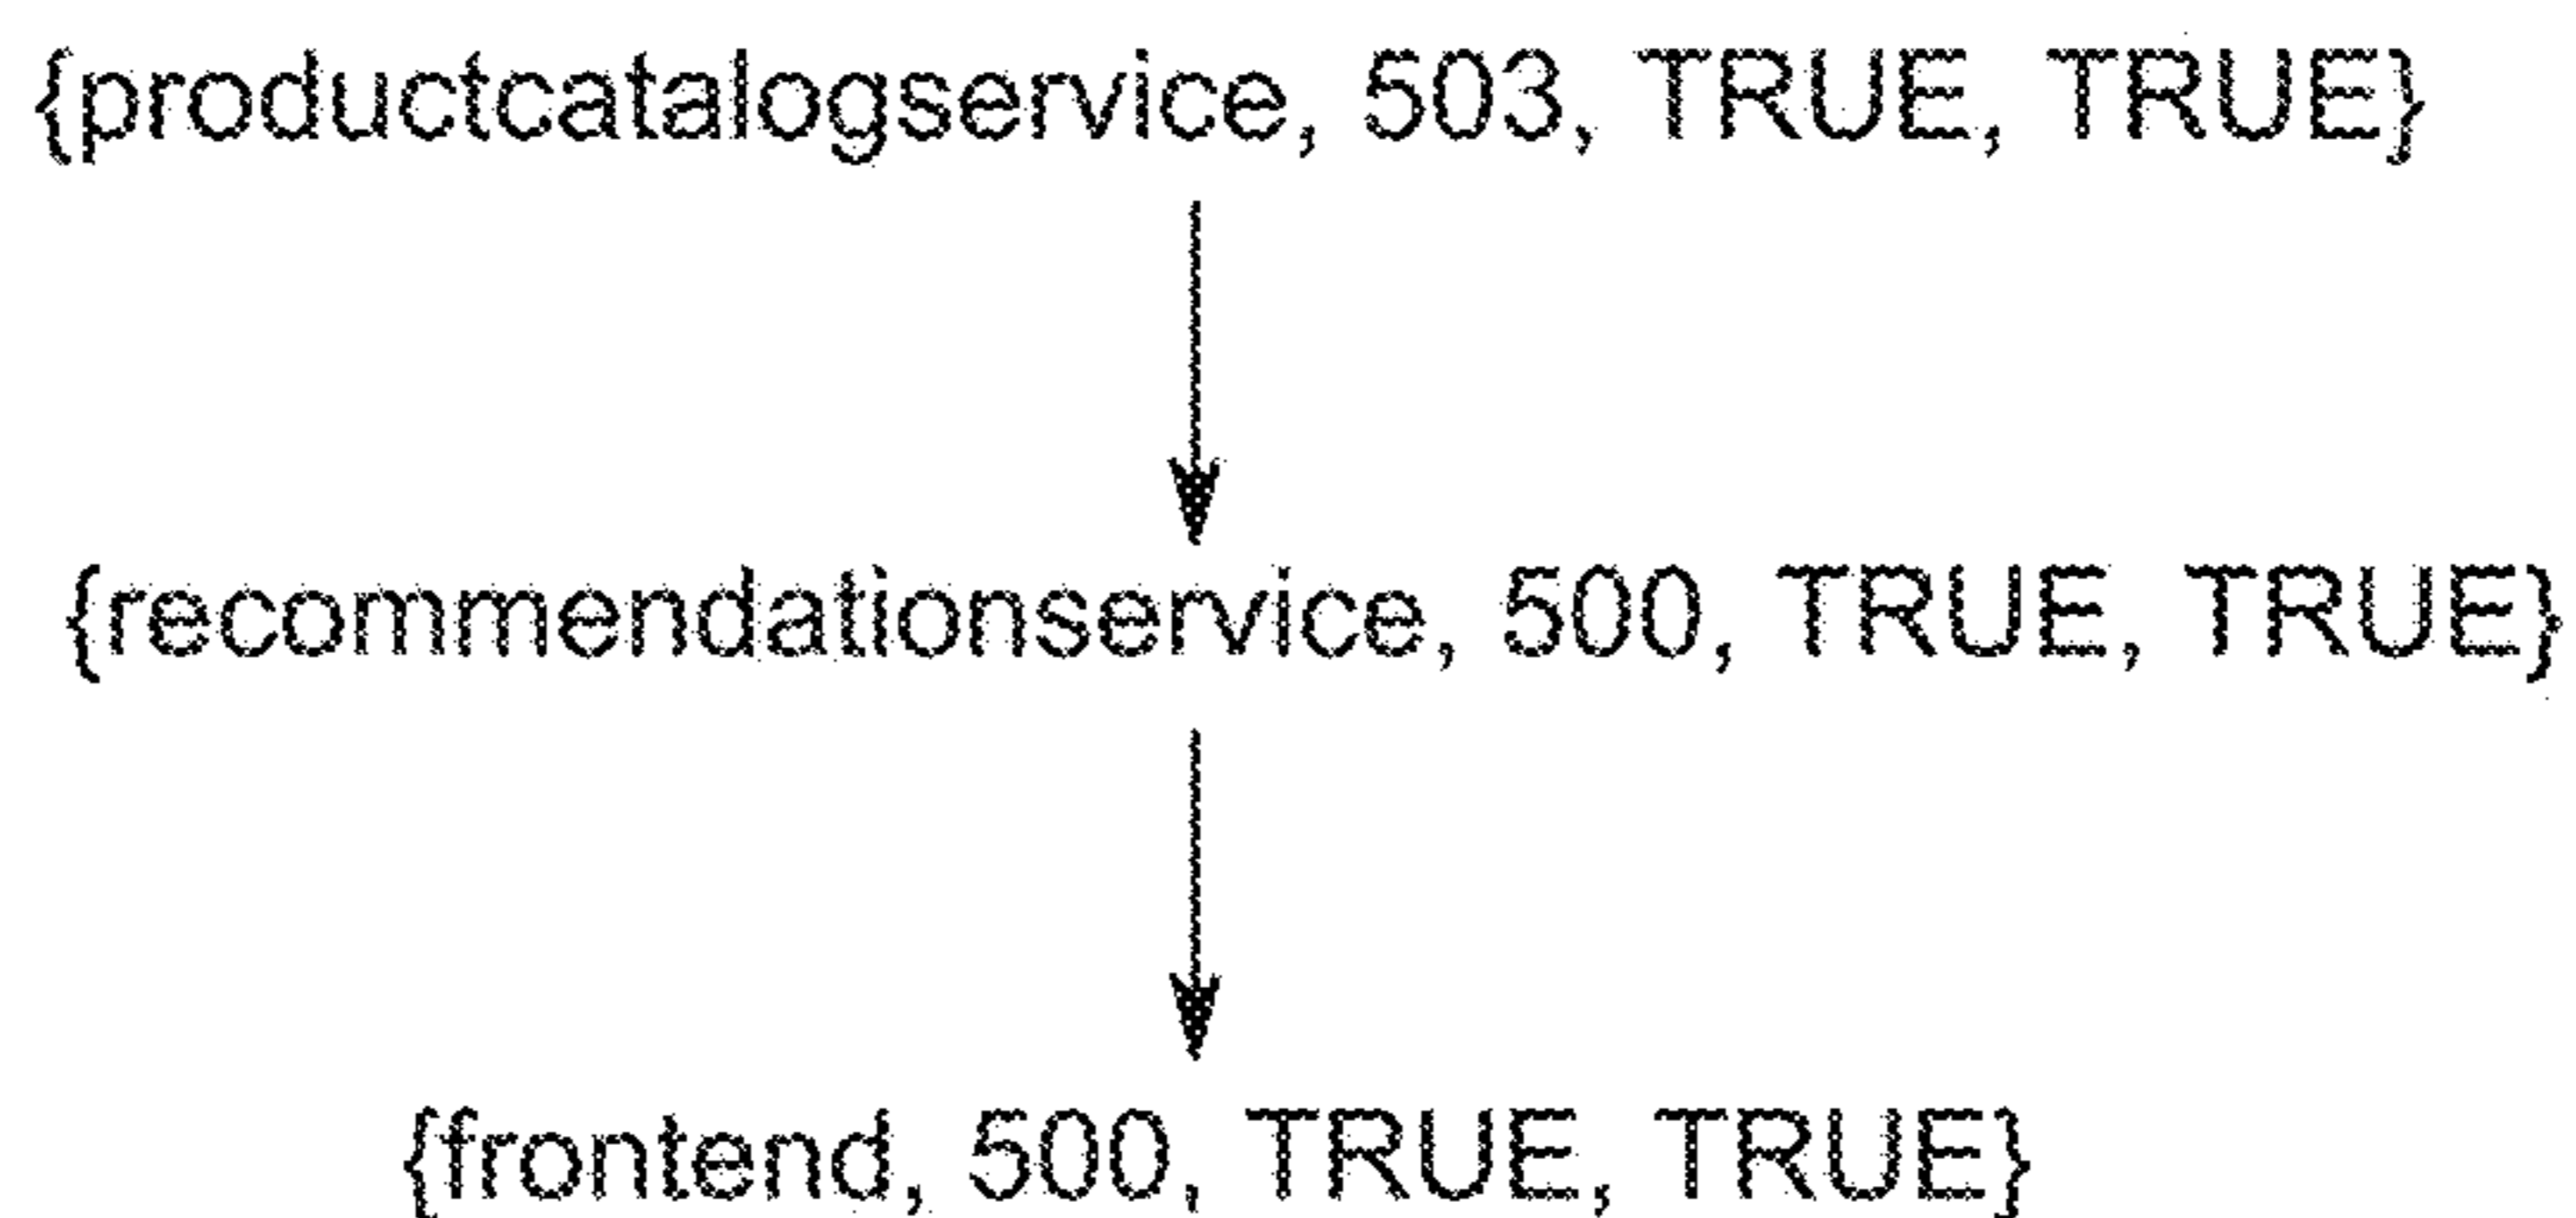 {productcatalogservice, 503, TRUE, TRUE}
{recommendationservice, 500, TRUE, TRUE}
{frontend, 500, TRUE, TRUE}